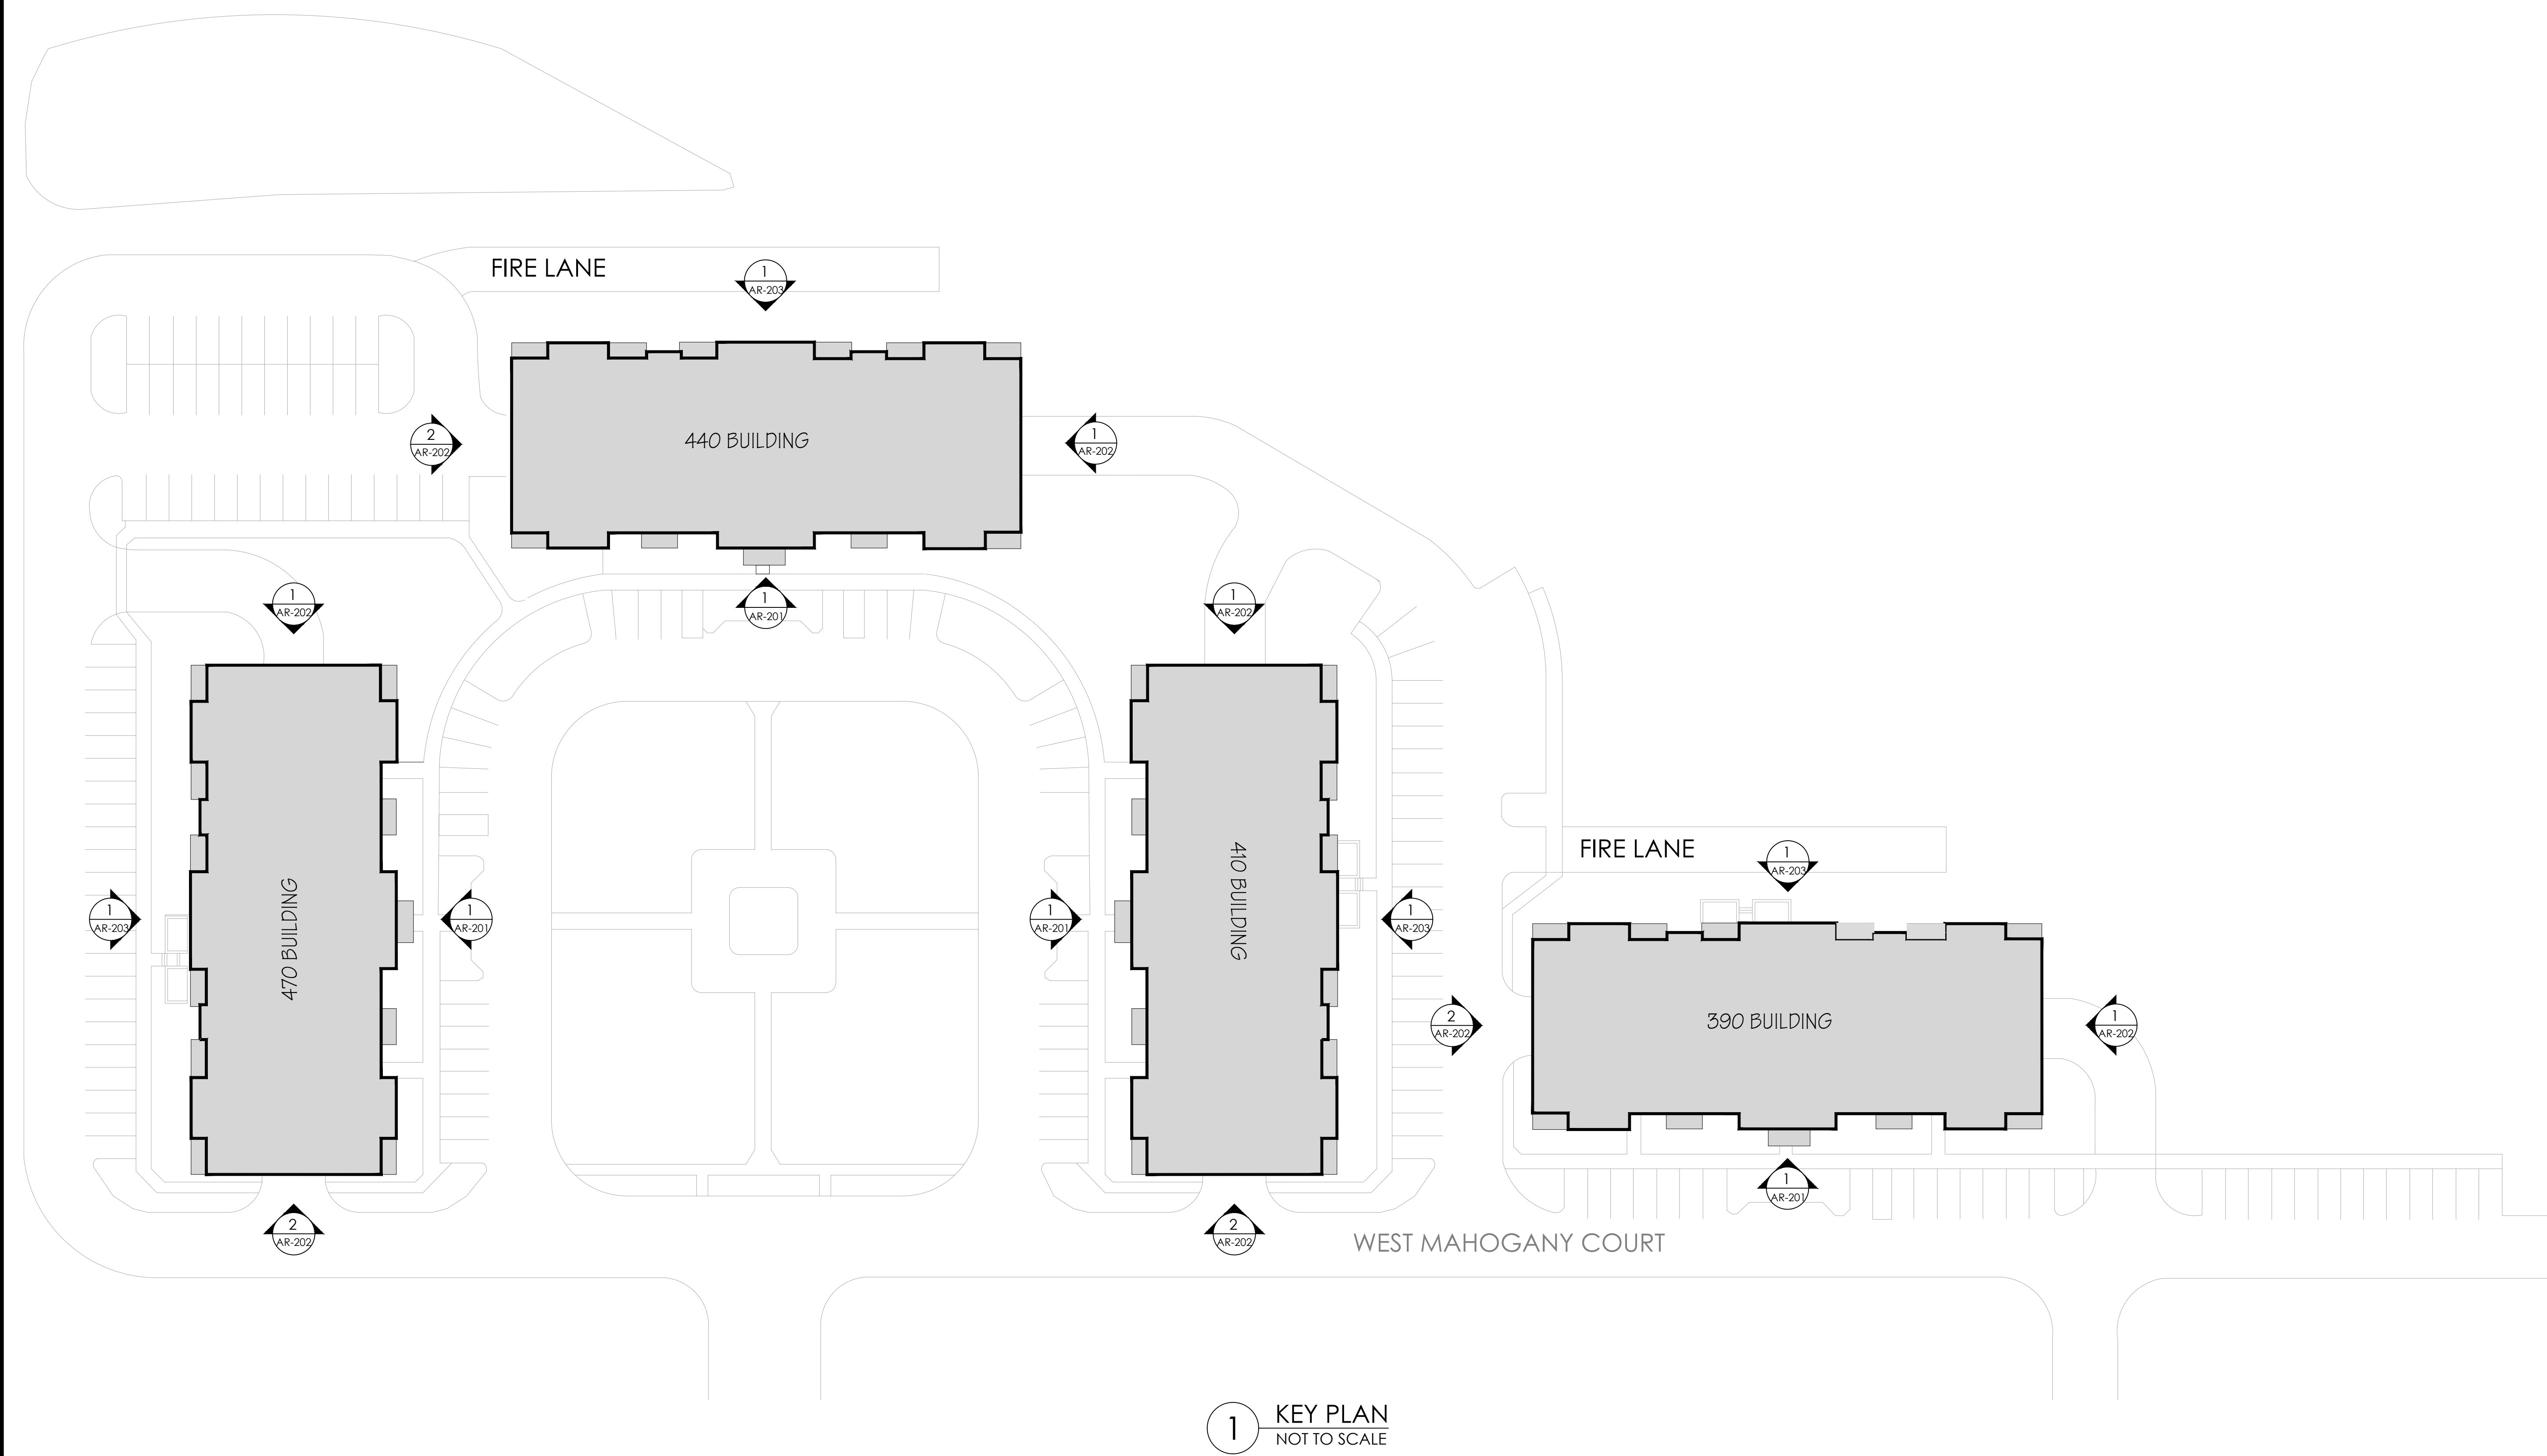 FIRE LANE
1
AR-203
440 BUILDING
2
AR-202
1
AR-202
1
AR-201
1
AR-202
1
AR-202
470 BUILDING
1
AR-203
1
AR-201
2
AR-202
410 BUILDING
1
AR-201
1
AR-203
2
AR-202
FIRE LANE
1
AR-203
390 BUILDING
2
AR-202
1
AR-202
1
AR-201
WEST MAHOGANY COURT
1
KEY PLAN
NOT TO SCALE